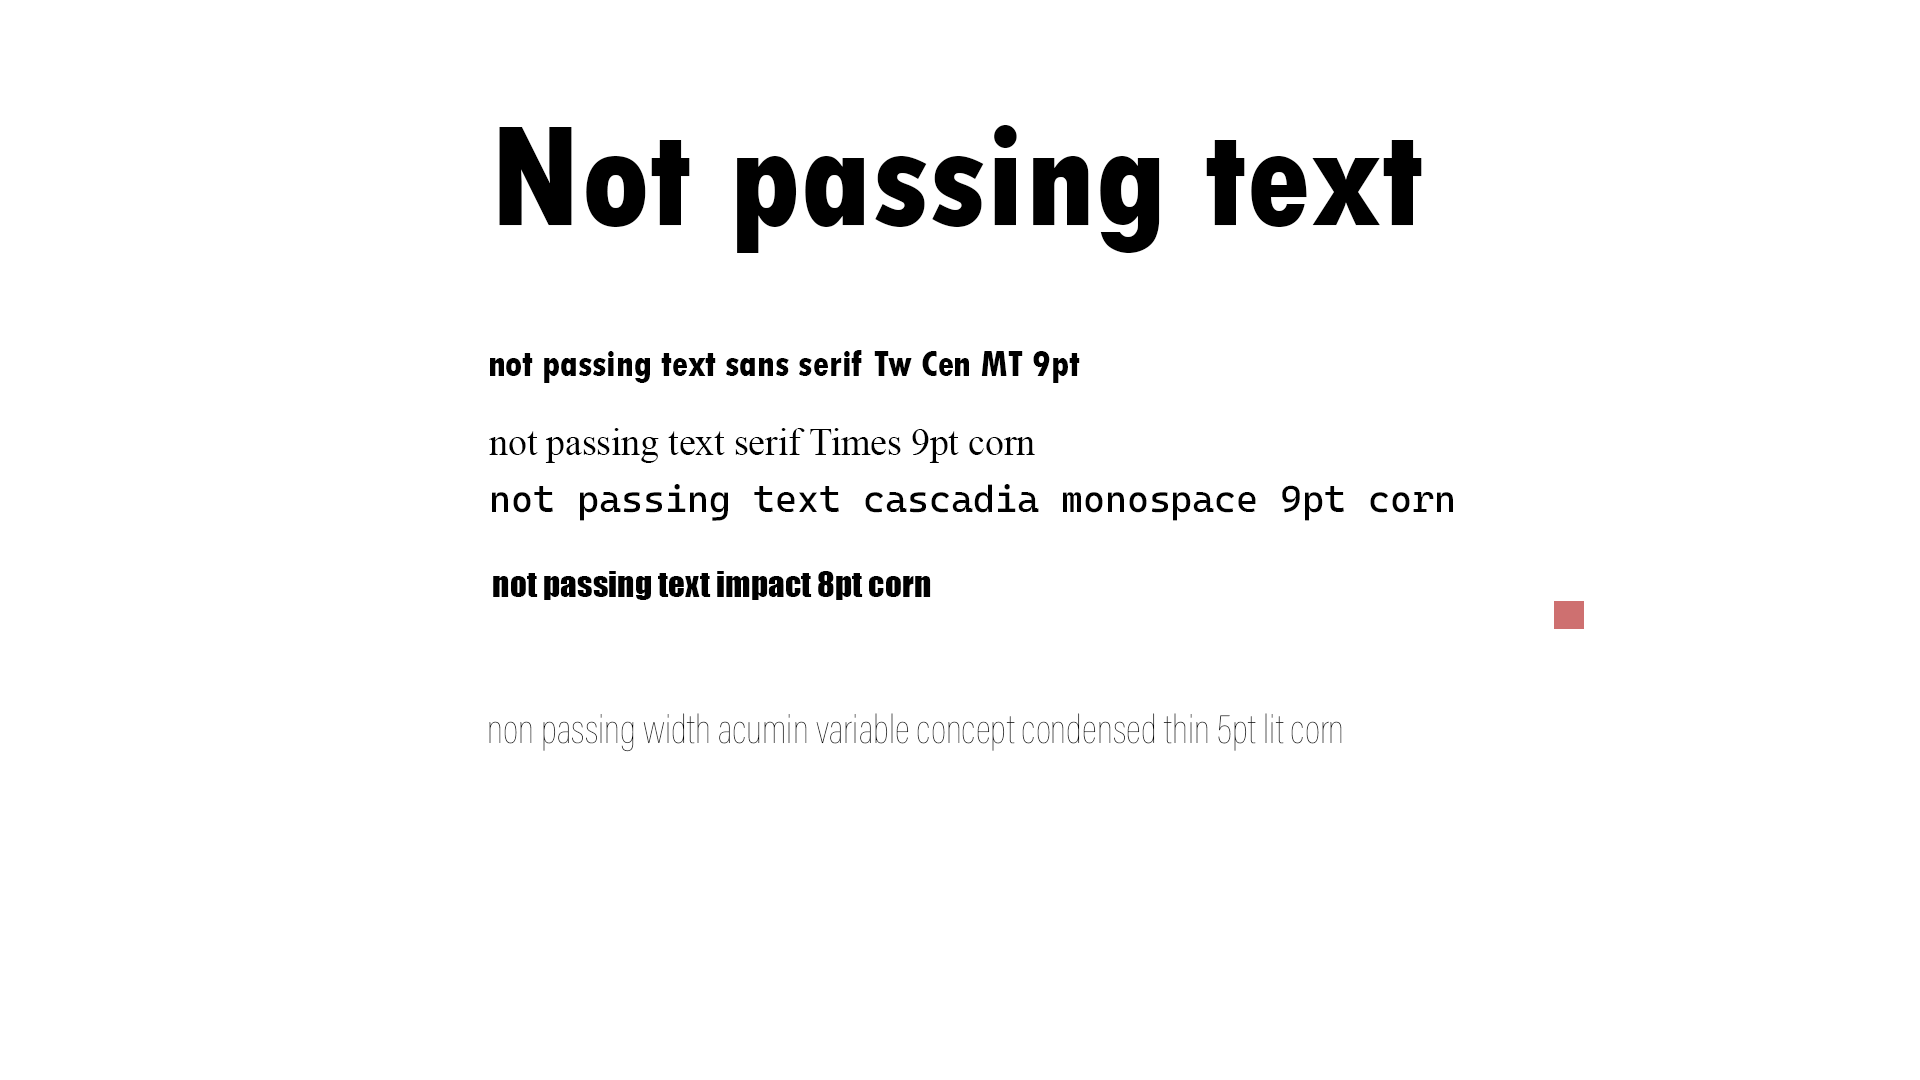 Not passing text
not passing text sans serif Tw Cen MT 9pt
not passing text serif Times 9pt corn
not passing text cascadia monospace 9pt corn
not passing text impact 8pt corn
non passing width acumin variable concept condensed thin 5pt lit corn